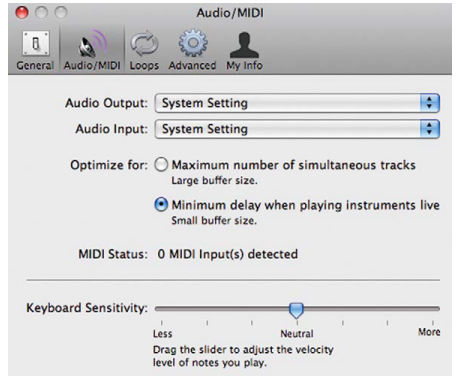 Audio/MIDI
General Audio/MIDI Loops Advanced My Info
Audio Output: System Setting
Audio Input: System Setting
Optimize for: Maximum number of simultaneous tracks
Large buffer size.
Minimum delay when playing instruments live
Small buffer size.
MIDI Status: 0 MIDI Input(s) detected
Keyboard Sensitivity:
Less Neutral More
Drag the slider to adjust the velocity
level of notes you play.